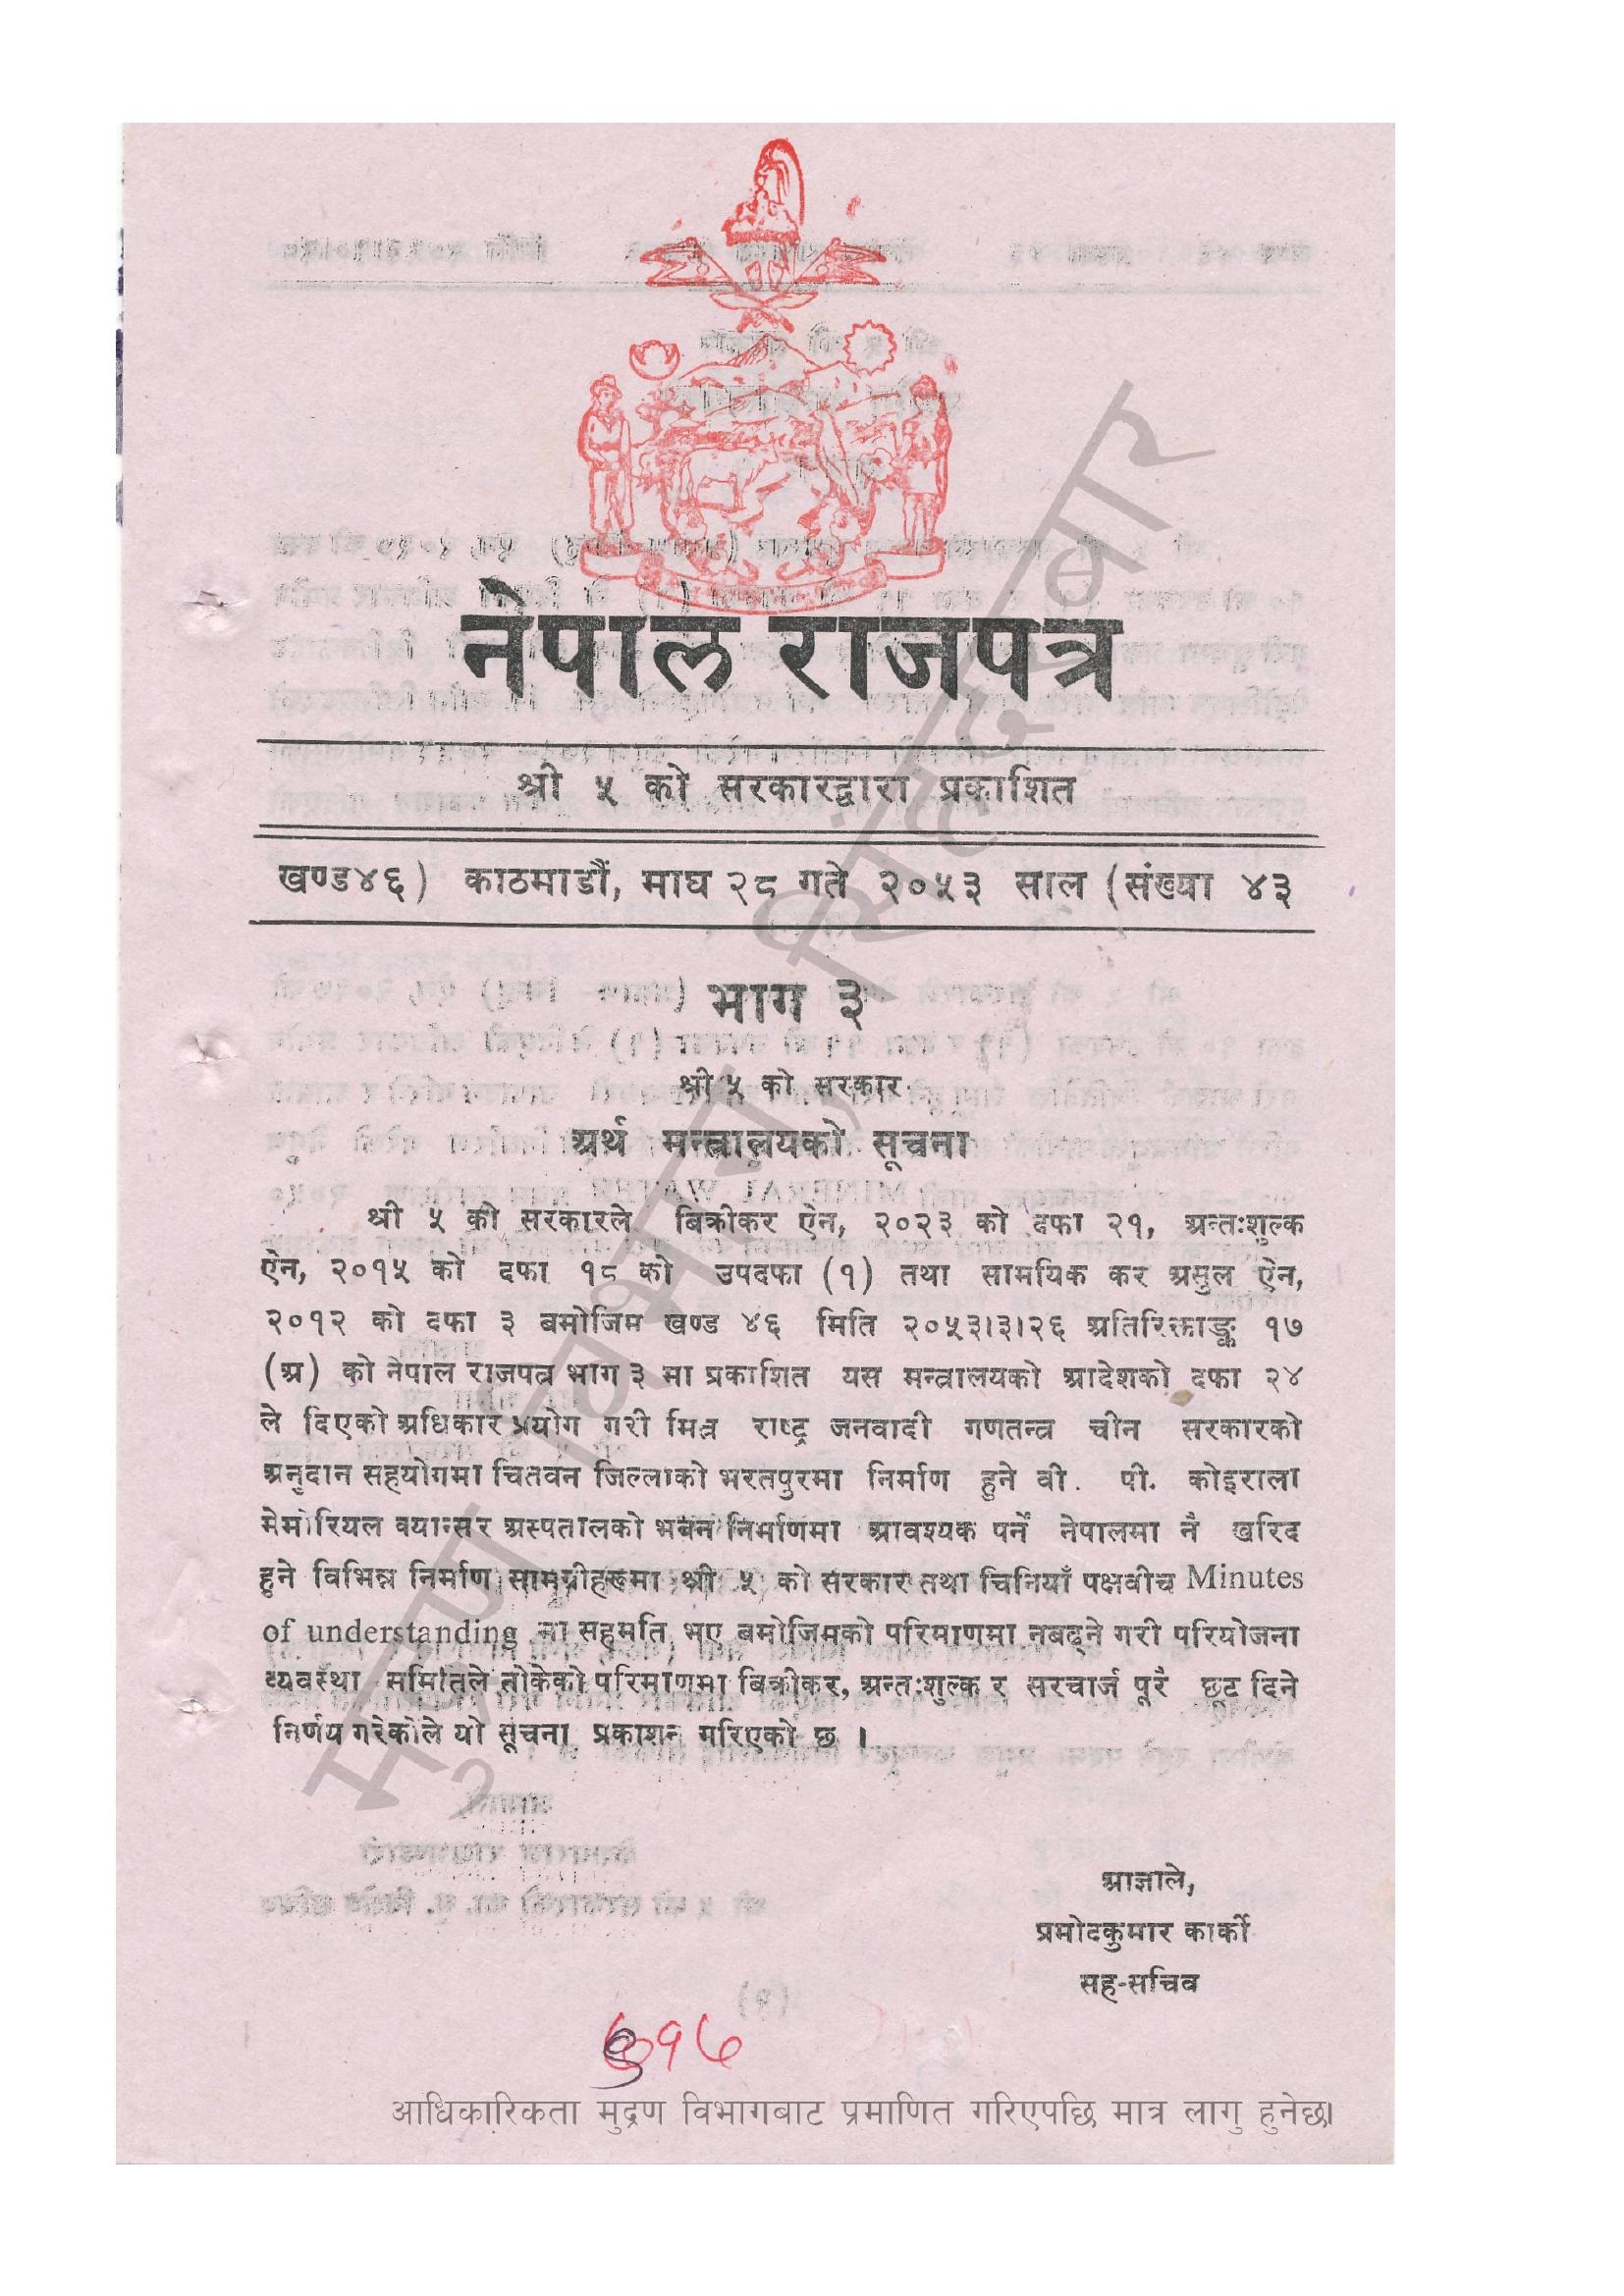 नेपाल राजपत्र
श्री ५ को सरकारद्वारा प्रकाशित
खण्ड४६) काठमाडौं, माघ २८ गते २०५३ साल (संख्या ४३
भाग ३
श्री ५ को सरकार
अर्थ मन्त्रालयको सूचना
श्री ५ को सरकारले बिक्रीकर ऐन, २०२३ को दफा २१, अन्तःशुल्क
ऐन, २०१५ को दफा १८ को उपदफा (१) तथा सामयिक कर असुल ऐन,
२०१२ को दफा ३ बमोजिम खण्ड ४६ मिति २०५३।३।२६ अतिरिक्ताङ्क १७
(अ) को नेपाल राजपत्र भाग ३ मा प्रकाशित यस मन्त्रालयको आदेशको दफा २४
ले दिएको अधिकार प्रयोग गरी मित्र राष्ट्र जनवादी गणतन्त्र चीन सरकारको
अनुदान सहयोगमा चितवन जिल्लाको भरतपुरमा निर्माण हुने वी. पी. कोइराला
मेमोरियल क्यान्सर अस्पतालको भवन निर्माणमा आवश्यक पर्ने नेपालमा नै खरिद
हुने विभिन्न निर्माण सामग्रीहरूमा श्री ५ को सरकार तथा चिनियाँ पक्षवीच Minutes
of understanding मा सहमति भए बमोजिमको परिमाणमा नबढ्ने गरी परियोजना
व्यवस्था समितिले तोकेको परिमाणमा बिक्रीकर, अन्तःशुल्क र सरचार्ज पूरै छूट दिने
निर्णय गरेकोले यो सूचना प्रकाशन गरिएको छ ।
आज्ञाले,
प्रमोदकुमार कार्की
सह-सचिव
मुद्रण विभाग, सिंहदरबार
आधिकारिकता मुद्रण विभागबाट प्रमाणित गरिएपछि मात्र लागु हुनेछ।